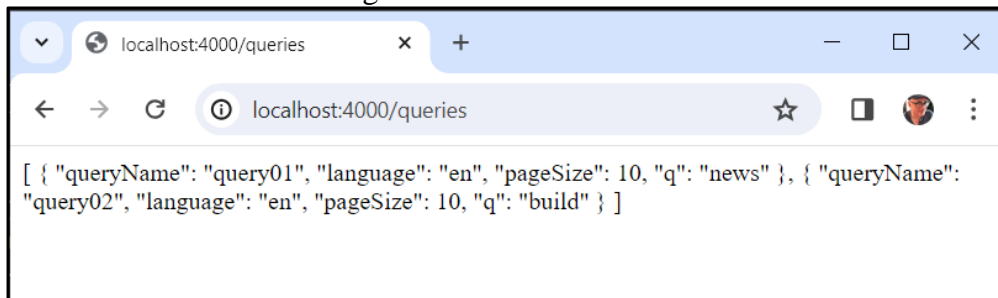 localhost:4000/queries
localhost:4000/queries
[ { "queryName": "query01", "language": "en", "pageSize": 10, "q": "news" }, { "queryName":
"query02", "language": "en", "pageSize": 10, "q": "build" } ]